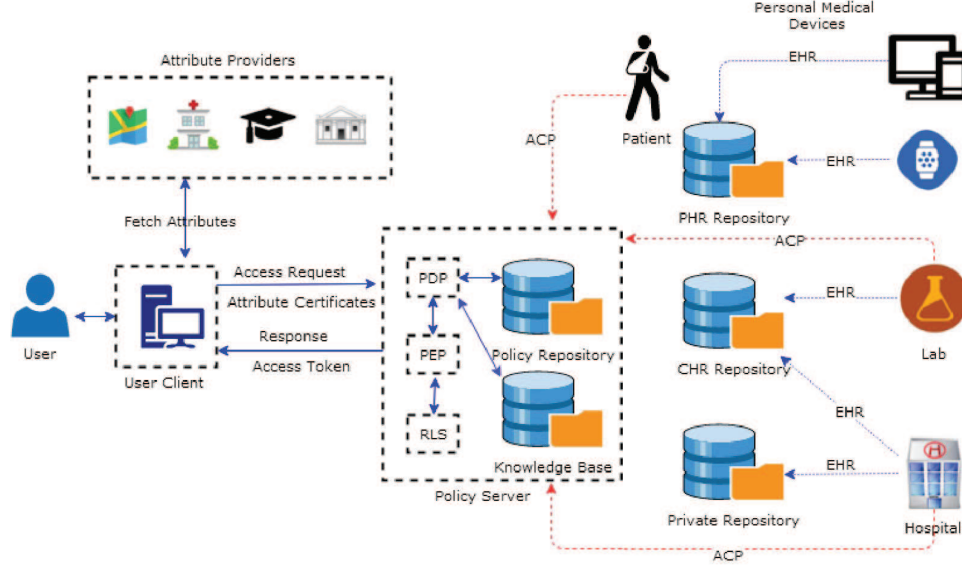 Personal Medical
Devices
Attribute Providers
EHR
ACP
Patient
EHR
PHR Repository
Fetch Attributes
ACP
Access Request
PDP
Attribute Certificates
EHR
Response
Policy Repository
User
PEP
Access Token
CHR Repository
Lab
User Client
EHR
RLS
Knowledge Base
EHR
Policy Server
H
Private Repository
Hospital
ACP